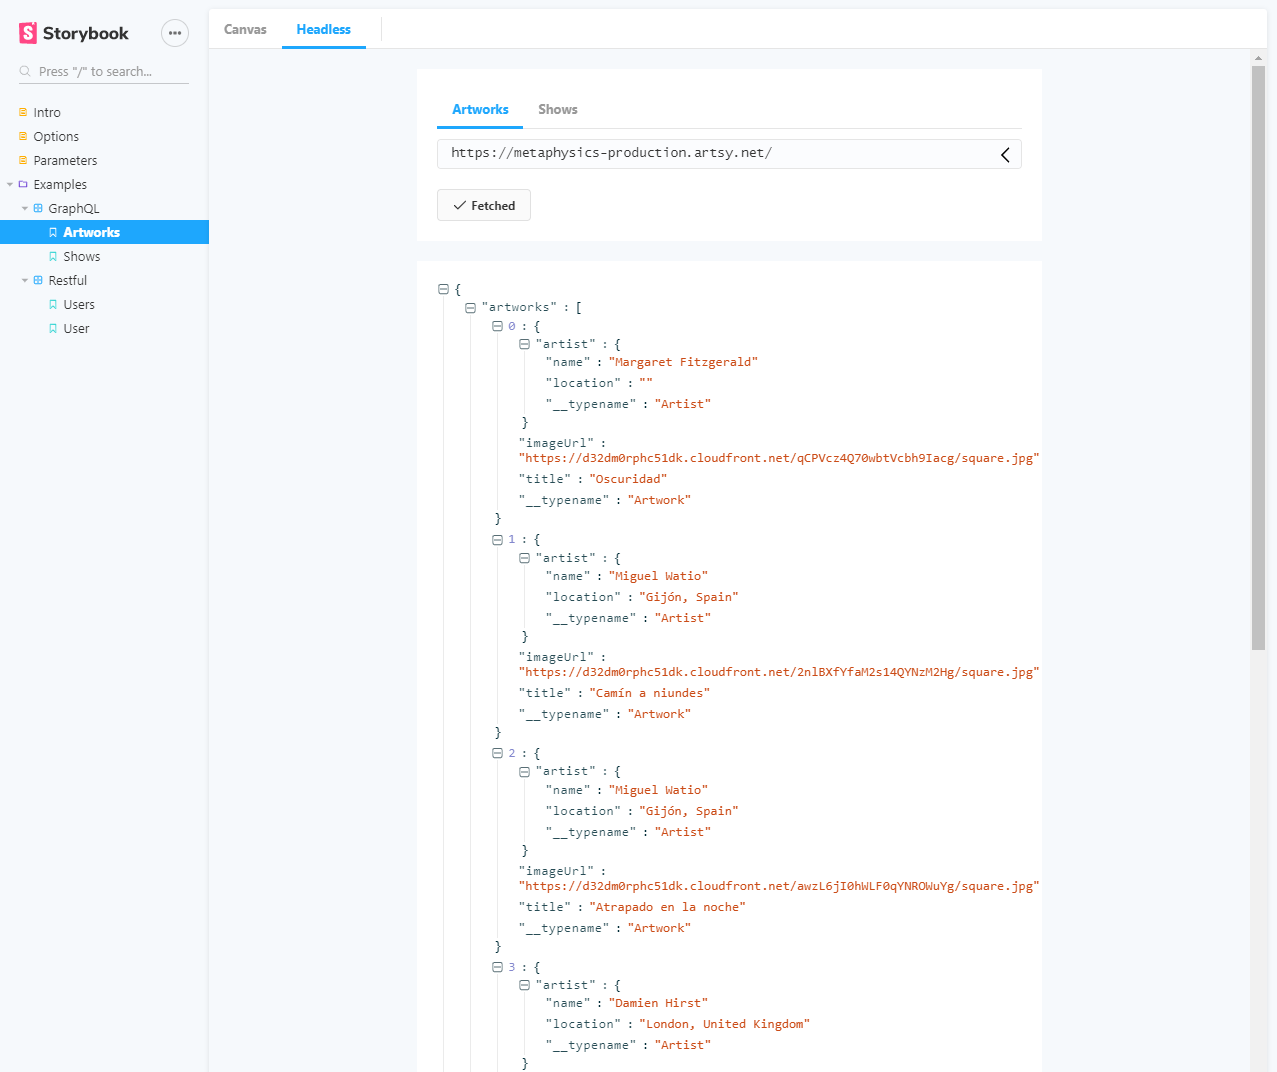 Storybook
Canvas
Headless
Press "/" to search...
Intro
Options
Parameters
Examples
GraphQL
Artworks
Shows
Restful
Users
User
Artworks
Shows
https://metaphysics-production.artsy.net/
Fetched
{
"artworks" : [
0 : {
"artist" : {
"name" : "Margaret Fitzgerald"
"location" : ""
"__typename" : "Artist"
}
"imageUrl" :
"https://d32dm0rphc51dk.cloudfront.net/qCPVcz4Q70wbtVcbh9Iacg/square.jpg"
"title" : "Oscuridad"
"__typename" : "Artwork"
}
1 : {
"artist" : {
"name" : "Miguel Watio"
"location" : "Gijón, Spain"
"__typename" : "Artist"
}
"imageUrl" :
"https://d32dm0rphc51dk.cloudfront.net/2nlBXfYfaM2s14QYNzM2Hg/square.jpg"
"title" : "Camín a niundes"
"__typename" : "Artwork"
}
2 : {
"artist" : {
"name" : "Miguel Watio"
"location" : "Gijón, Spain"
"__typename" : "Artist"
}
"imageUrl" :
"https://d32dm0rphc51dk.cloudfront.net/awzL6jI0hWLF0qYNROWuYg/square.jpg"
"title" : "Atrapado en la noche"
"__typename" : "Artwork"
}
3 : {
"artist" : {
"name" : "Damien Hirst"
"location" : "London, United Kingdom"
"__typename" : "Artist"
}